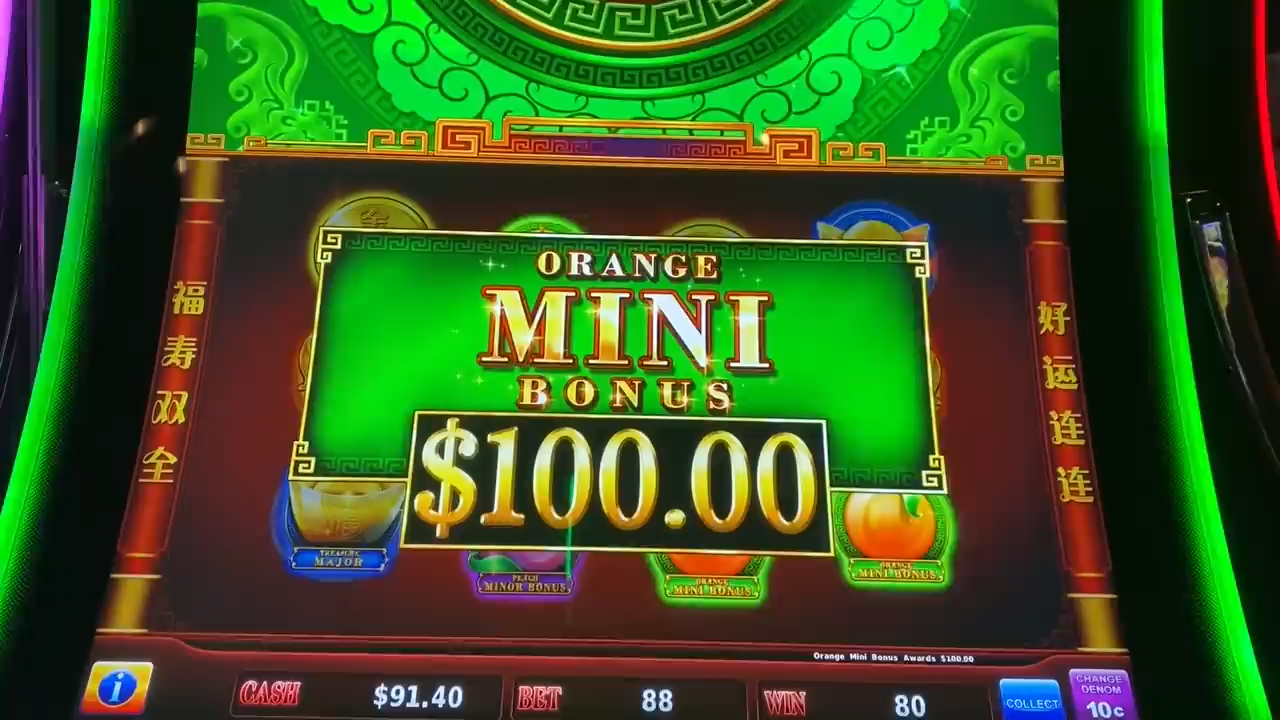 ORANGE
MINI
BONUS
$100.00
福寿双全
好运连连
TREASURE
MAJOR
PEACH
MINOR BONUS
ORANGE
MINI BONUS
ORANGE
MINI BONUS
Orange Mini Bonus Awards $100.00
i
CASH $91.40
BET 88
WIN 80
COLLECT
CHANGE
DENOM
10¢